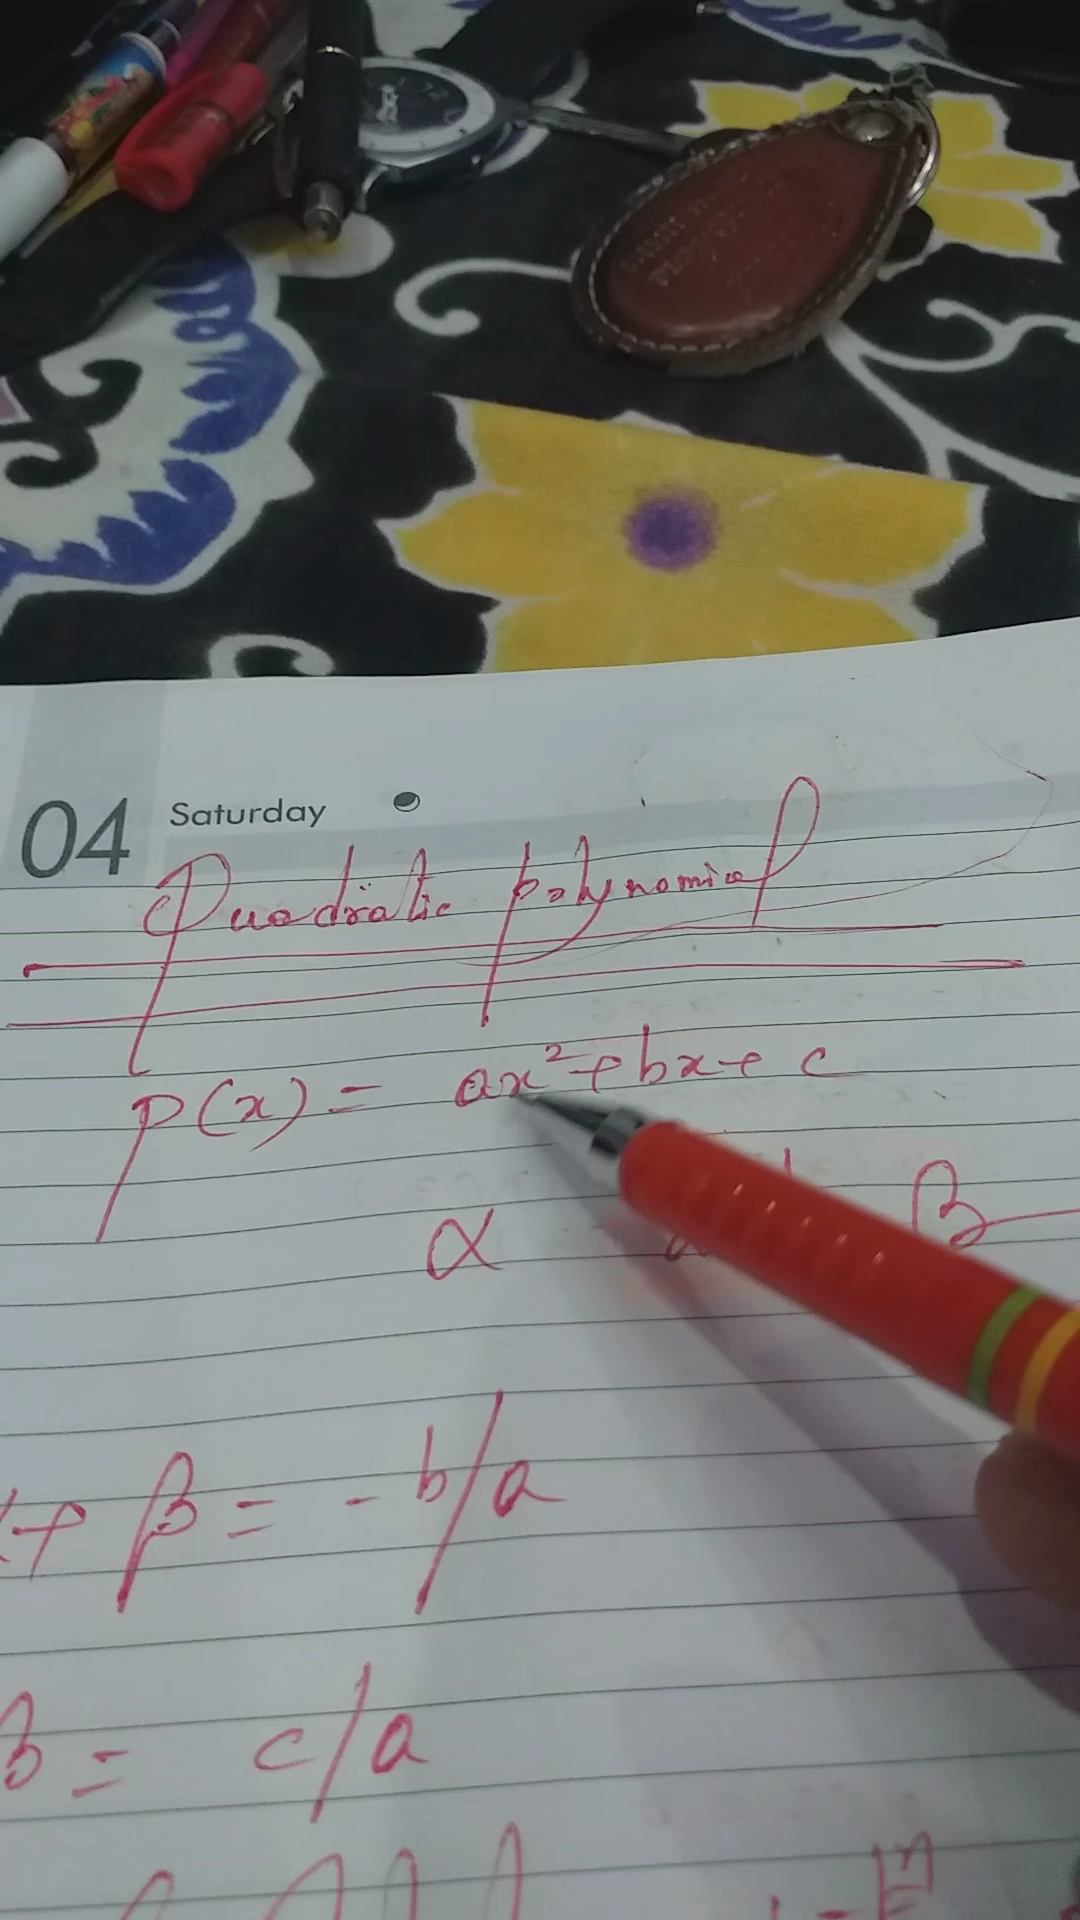 04 Saturday
Quadratic polynomial
p(x) = ax²+bx+c
α β
+ β = - b/a
β = c/a